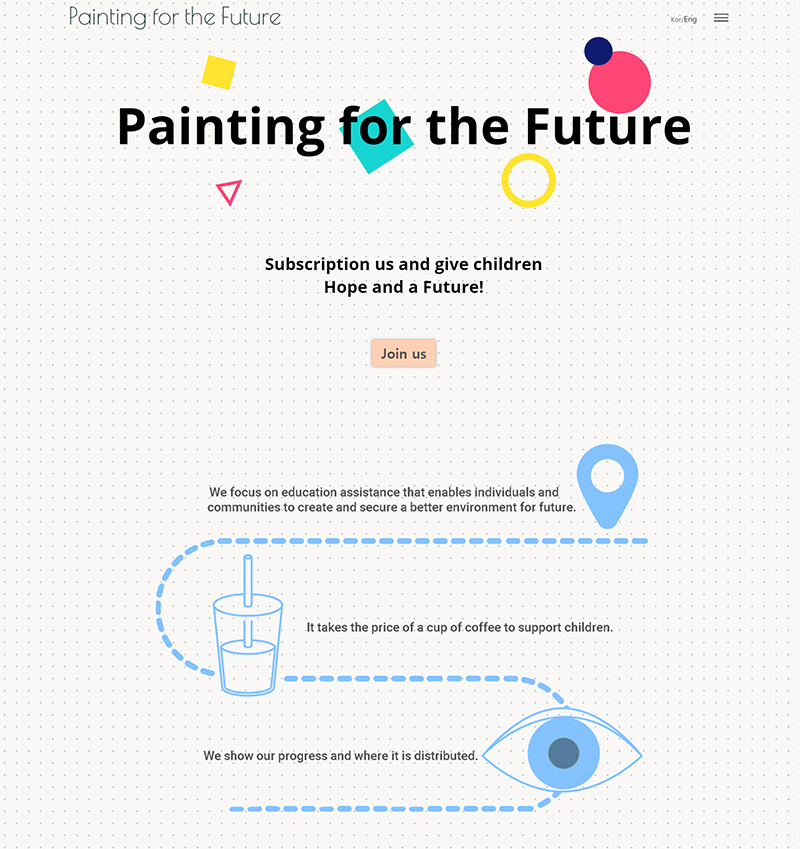 Painting for the Future
Kor/Eng
Painting for the Future
Subscription us and give children
Hope and a Future!
Join us
We focus on education assistance that enables individuals and
communities to create and secure a better environment for future.
It takes the price of a cup of coffee to support children.
We show our progress and where it is distributed.